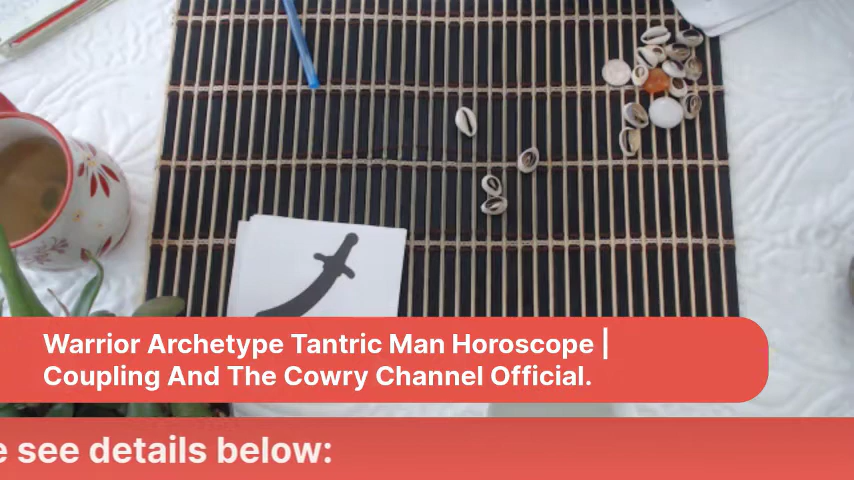 Warrior Archetype Tantric Man Horoscope |
Coupling And The Cowry Channel Official.
e see details below: